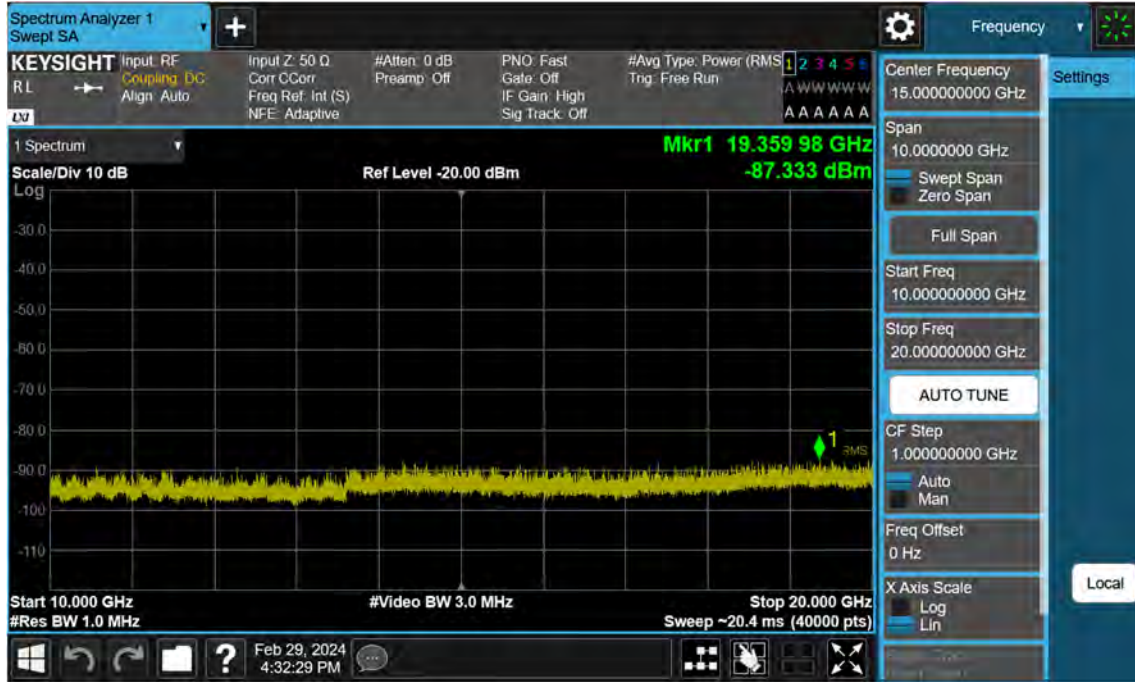 Spectrum Analyzer 1
Swept SA
+
Frequency
KEYSIGHT
R L
LXI
Input: RF
Coupling: DC
Align: Auto
Input Z: 50 Ω
Corr CCorr
Freq Ref: Int (S)
NFE: Adaptive
#Atten: 0 dB
Preamp: Off
PNO: Fast
Gate: Off
IF Gain: High
Sig Track: Off
#Avg Type: Power (RMS
Trig: Free Run
1 2 3 4 5 6
A W W W W W
A A A A A A
1 Spectrum
Scale/Div 10 dB
Ref Level -20.00 dBm
Mkr1 19.359 98 GHz
-87.333 dBm
Log
-30.0
-40.0
-50.0
-60.0
-70.0
-80.0
-90.0
-100
-110
1
RMS
Start 10.000 GHz
#Video BW 3.0 MHz
Stop 20.000 GHz
#Res BW 1.0 MHz
Sweep ~20.4 ms (40000 pts)
Feb 29, 2024
4:32:29 PM
?
Center Frequency
15.000000000 GHz
Settings
Span
10.0000000 GHz
Swept Span
Zero Span
Full Span
Start Freq
10.000000000 GHz
Stop Freq
20.000000000 GHz
AUTO TUNE
CF Step
1.000000000 GHz
Auto
Man
Freq Offset
0 Hz
X Axis Scale
Log
Lin
Local